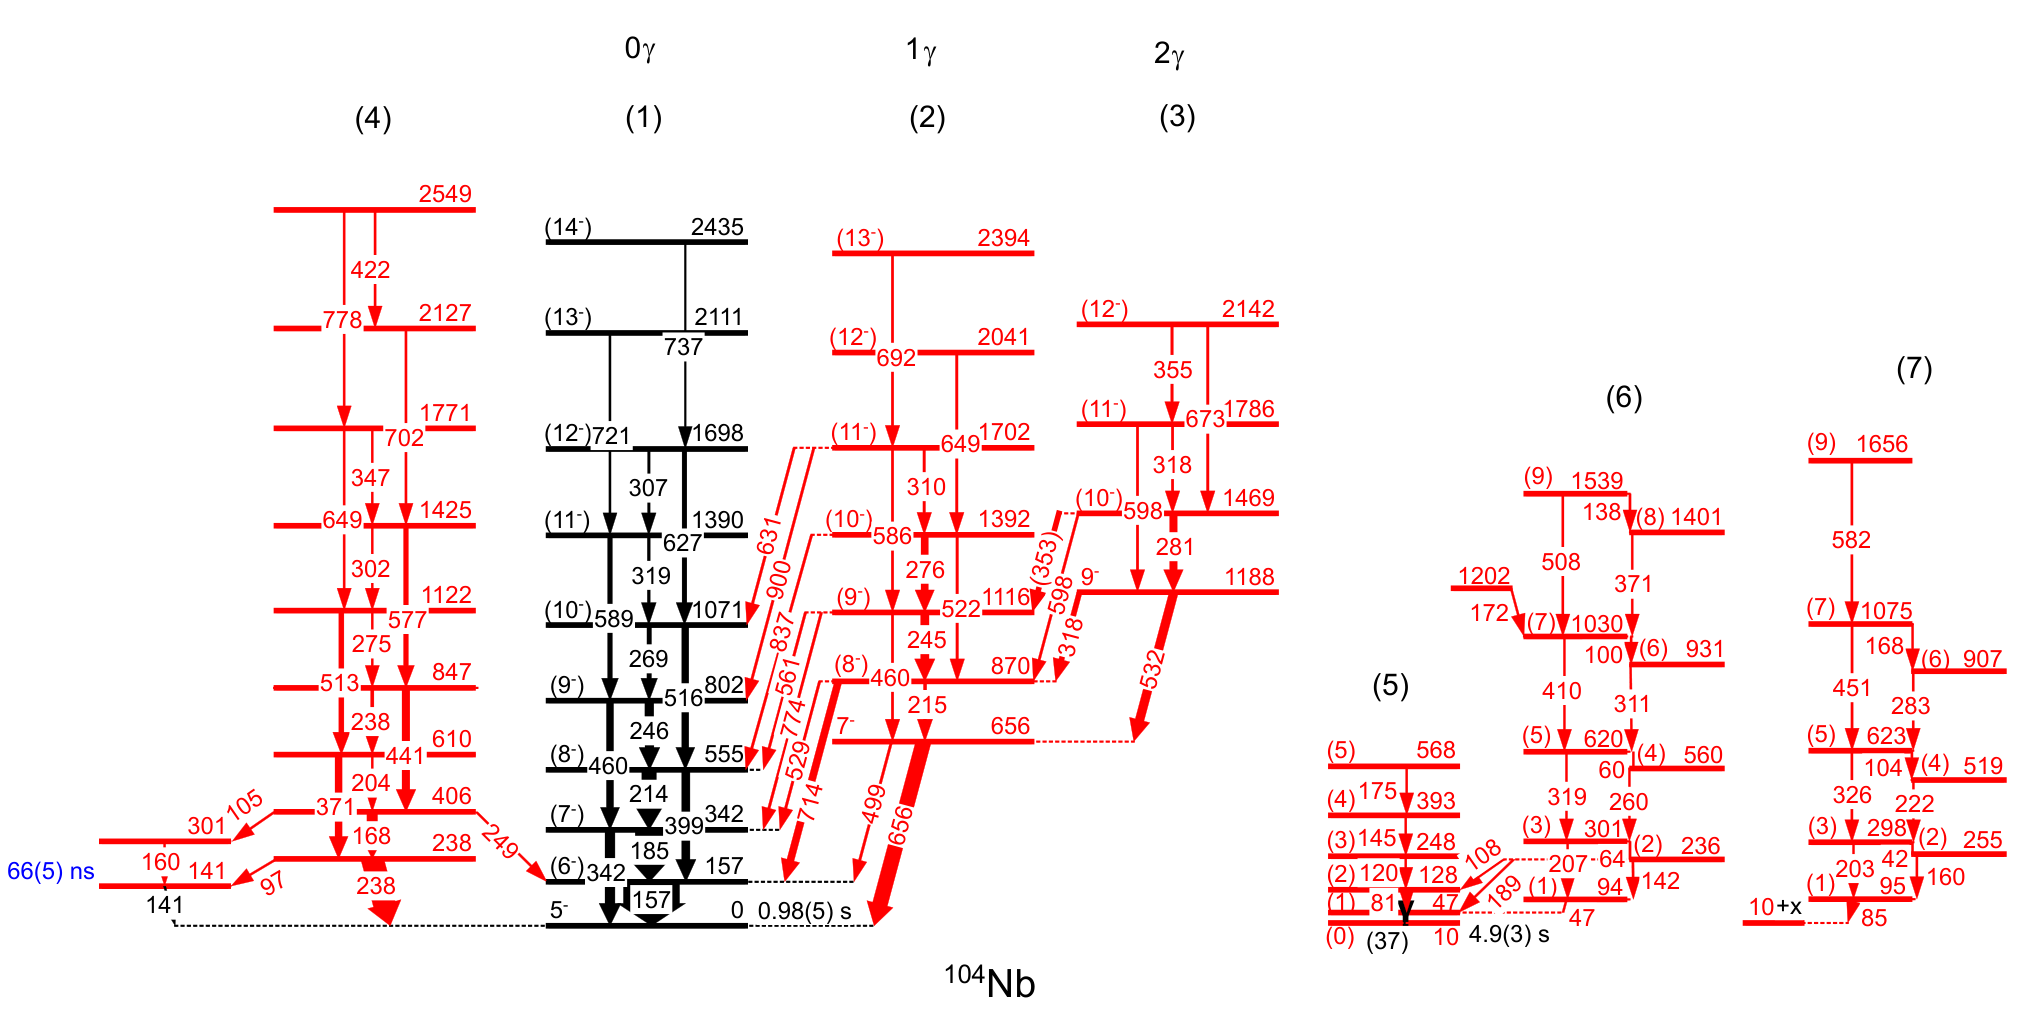 0γ 1γ 2γ
(4) (1) (2) (3)
(5) (6) (7)
2549
422
778 2127
1771
702
347
649 1425
302
1122
577
275
513 847
238
441 610
204
371 406
105
249
168 238
97
238
301
160
66(5) ns 141
141
(14-) 2435
(13-) 2111
737
(12-) 721 1698
307
(11-) 1390
627
319
(10-) 589 1071
269
(9-) 516 802
246
(8-) 460 555
214
(7-) 399 342
185
(6-) 342 157
157
5- 0 0.98(5) s
(13-) 2394
(12-) 692 2041
(11-) 649 1702
310
(10-) 586 1392
276
(9-) 522 1116
245
(8-) 460 870
215
7- 656
631
900
837
561
774
529
714
499
656
(12-) 2142
355
(11-) 673 1786
318
(10-) 598 1469
281
9- 1188
(353)
598
318
532
(5) 568
175
(4) 393
(3) 145 248
(2) 120 128
(1) 81 47
(0) (37) 10 4.9(3) s
108
189
(9) 1539
138 (8) 1401
508
371
1202
172 (7) 1030
100 (6) 931
410 311
(5) 620 (4) 560
60
319 260
(3) 301 (2) 236
207 64
(1) 94 142
47
(9) 1656
582
(7) 1075
168 (6) 907
451 283
(5) 623
104 (4) 519
326 222
(3) 298 (2) 255
42
203 160
(1) 95
10+x 85
104Nb